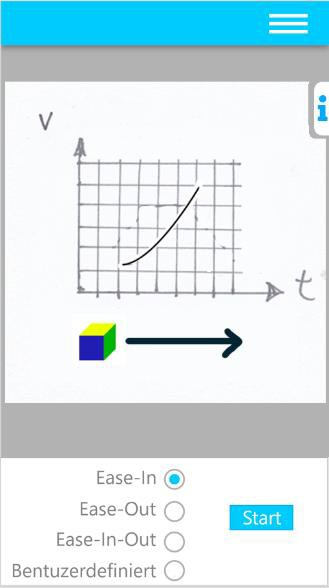 i
v
t
Ease-In
Ease-Out
Start
Ease-In-Out
Bentuzerdefiniert